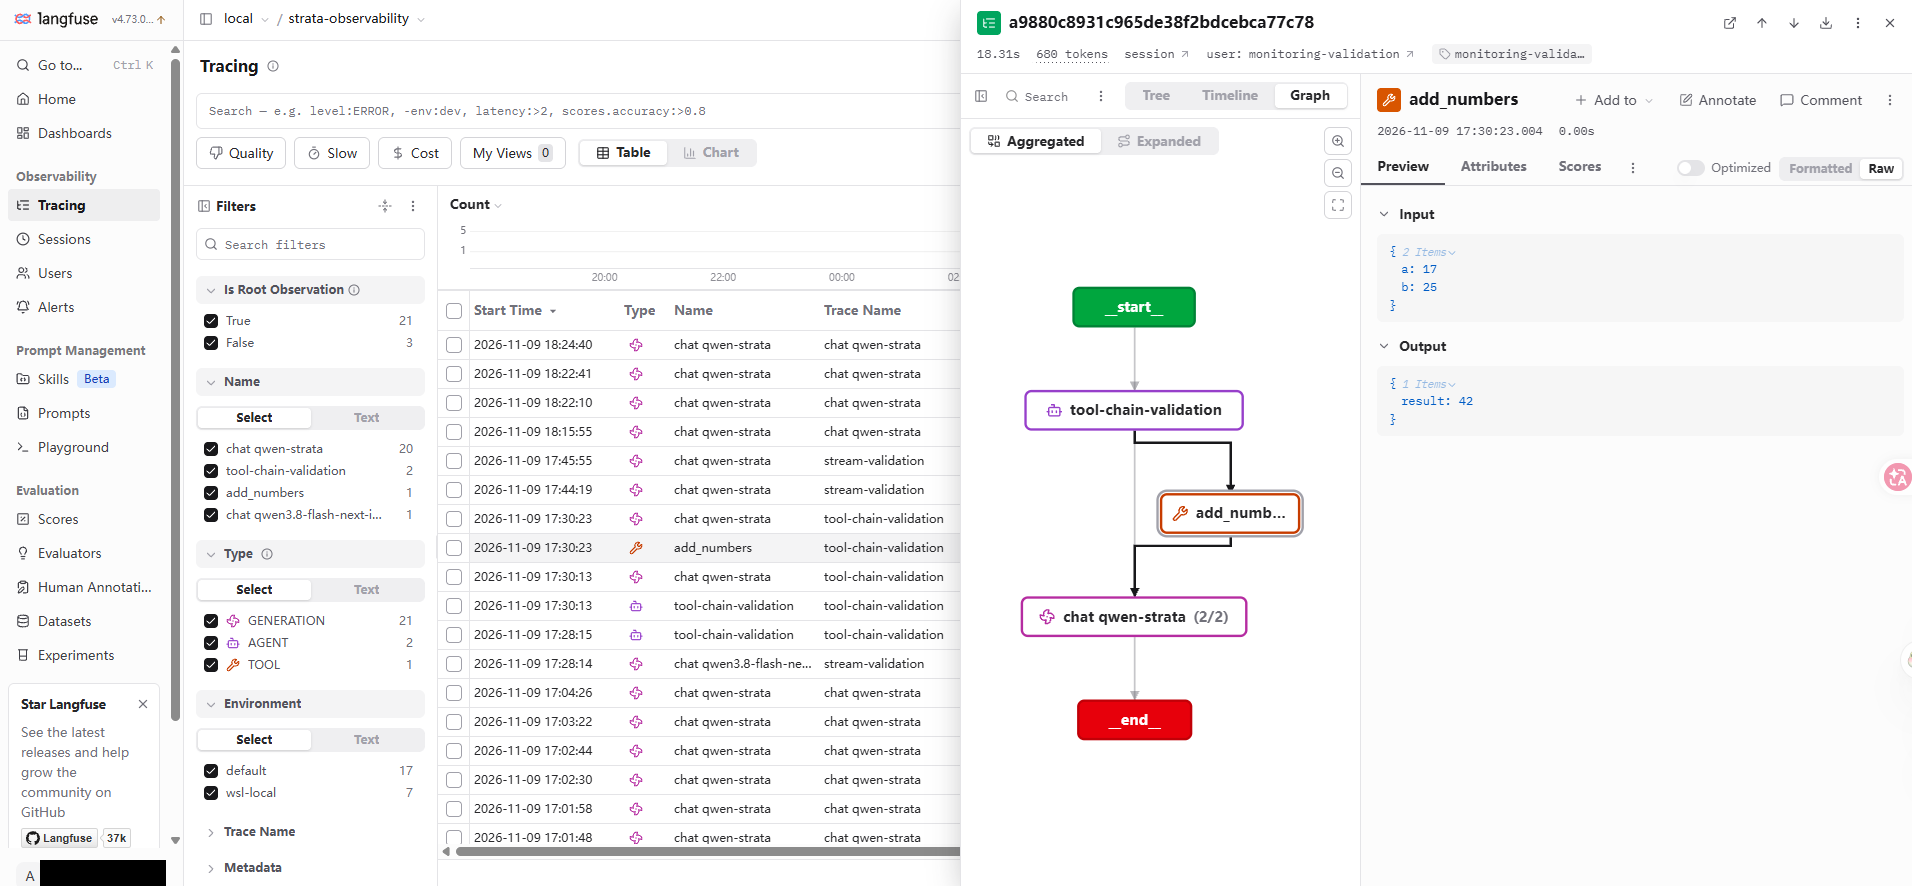 langfuse
v4.73.0...
Go to...
Ctrl K
Home
Dashboards
Observability
Tracing
Sessions
Users
Alerts
Prompt Management
Skills
Beta
Prompts
Playground
Evaluation
Scores
Evaluators
Human Annotati...
Datasets
Experiments
Star Langfuse
See the latest
releases and help
grow the
community on
GitHub
Langfuse
37k
A
local / strata-observability
Tracing
Search — e.g. level:ERROR, -env:dev, latency:>2, scores.accuracy:>0.8
Quality
Slow
$ Cost
My Views 0
Table
Chart
Filters
Search filters
Is Root Observation
True 21
False 3
Name
Select Text
chat qwen-strata 20
tool-chain-validation 2
add_numbers 1
chat qwen3.8-flash-next-i... 1
Type
Select Text
GENERATION 21
AGENT 2
TOOL 1
Environment
Select Text
default 17
wsl-local 7
Trace Name
Metadata
Count
5
1
20:00 22:00 00:00 02
Start Time Type Name Trace Name
2026-11-09 18:24:40 chat qwen-strata chat qwen-strata
2026-11-09 18:22:41 chat qwen-strata chat qwen-strata
2026-11-09 18:22:10 chat qwen-strata chat qwen-strata
2026-11-09 18:15:55 chat qwen-strata chat qwen-strata
2026-11-09 17:45:55 chat qwen-strata stream-validation
2026-11-09 17:44:19 chat qwen-strata stream-validation
2026-11-09 17:30:23 chat qwen-strata tool-chain-validation
2026-11-09 17:30:23 add_numbers tool-chain-validation
2026-11-09 17:30:13 chat qwen-strata tool-chain-validation
2026-11-09 17:30:13 tool-chain-validation tool-chain-validation
2026-11-09 17:28:15 tool-chain-validation tool-chain-validation
2026-11-09 17:28:14 chat qwen3.8-flash-ne... stream-validation
2026-11-09 17:04:26 chat qwen-strata chat qwen-strata
2026-11-09 17:03:22 chat qwen-strata chat qwen-strata
2026-11-09 17:02:44 chat qwen-strata chat qwen-strata
2026-11-09 17:02:30 chat qwen-strata chat qwen-strata
2026-11-09 17:01:58 chat qwen-strata chat qwen-strata
2026-11-09 17:01:48 chat qwen-strata chat qwen-strata
a9880c8931c965de38f2bdcebca77c78
18.31s 680 tokens session user: monitoring-validation monitoring-valida…
Search
Tree Timeline Graph
Aggregated Expanded
__start__
tool-chain-validation
add_numb...
chat qwen-strata (2/2)
__end__
add_numbers
Add to
Annotate
Comment
2026-11-09 17:30:23.004 0.00s
Preview Attributes Scores
Optimized
Formatted Raw
Input
{ 2 Items
a: 17
b: 25
}
Output
{ 1 Items
result: 42
}